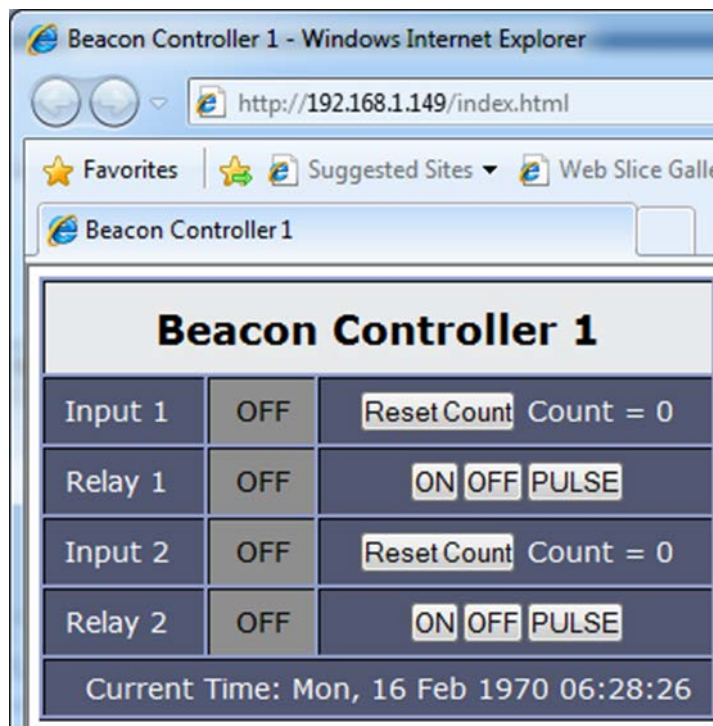 Beacon Controller 1 - Windows Internet Explorer
http://192.168.1.149/index.html
Favorites Suggested Sites Web Slice Galle
Beacon Controller 1
Beacon Controller 1
Input 1 OFF Reset Count Count = 0
Relay 1 OFF ON OFF PULSE
Input 2 OFF Reset Count Count = 0
Relay 2 OFF ON OFF PULSE
Current Time: Mon, 16 Feb 1970 06:28:26